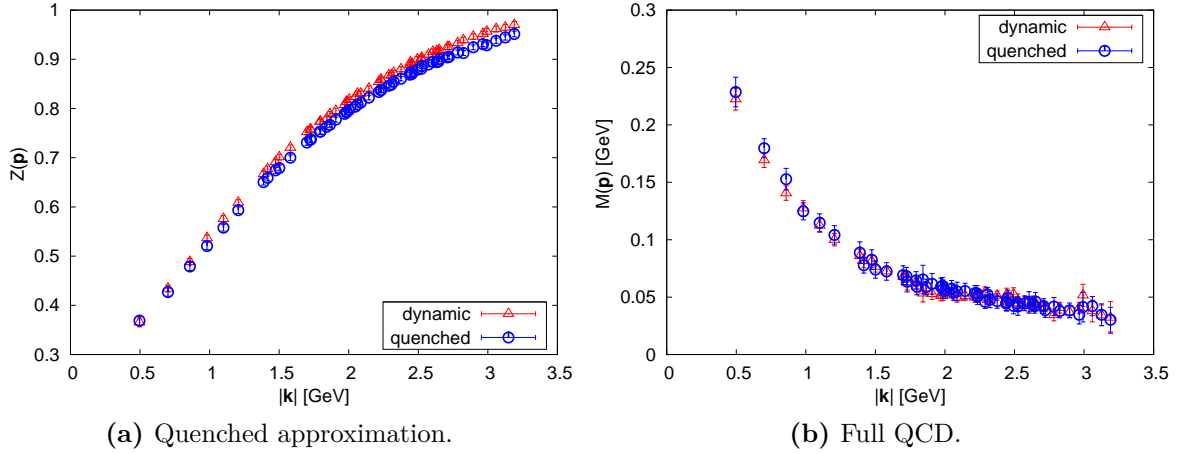 1
0.9
0.8
0.7
0.6
0.5
0.4
0.3
0 0.5 1 1.5 2 2.5 3 3.5
Z(p)
|k| [GeV]
dynamic
quenched
(a) Quenched approximation.
0.3
0.25
0.2
0.15
0.1
0.05
0
0 0.5 1 1.5 2 2.5 3 3.5
M(p) [GeV]
|k| [GeV]
dynamic
quenched
(b) Full QCD.